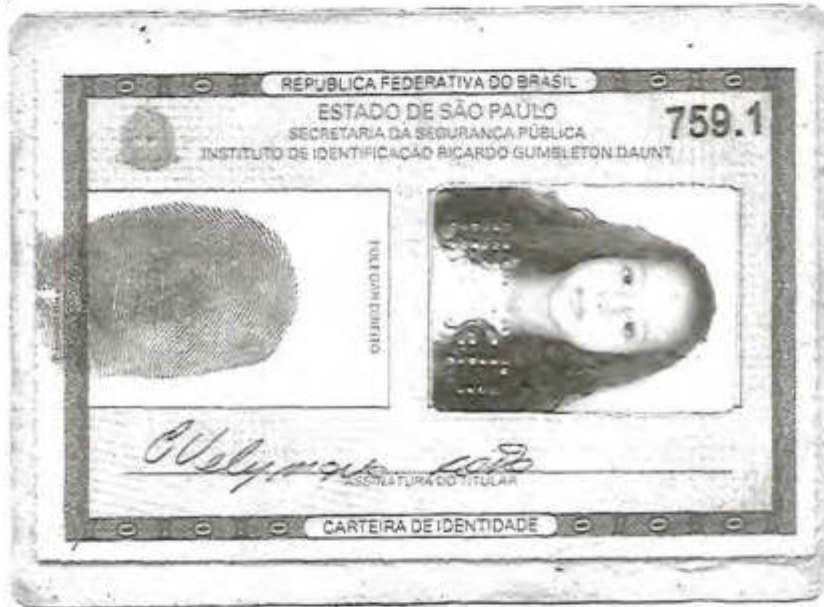 REPÚBLICA FEDERATIVA DO BRASIL
ESTADO DE SÃO PAULO
759.1
SECRETARIA DA SEGURANÇA PÚBLICA
INSTITUTO DE IDENTIFICAÇÃO RICARDO GUMBLETON DAUNT
POLEGAR DIREITO
ASSINATURA DO TITULAR
CARTEIRA DE IDENTIDADE